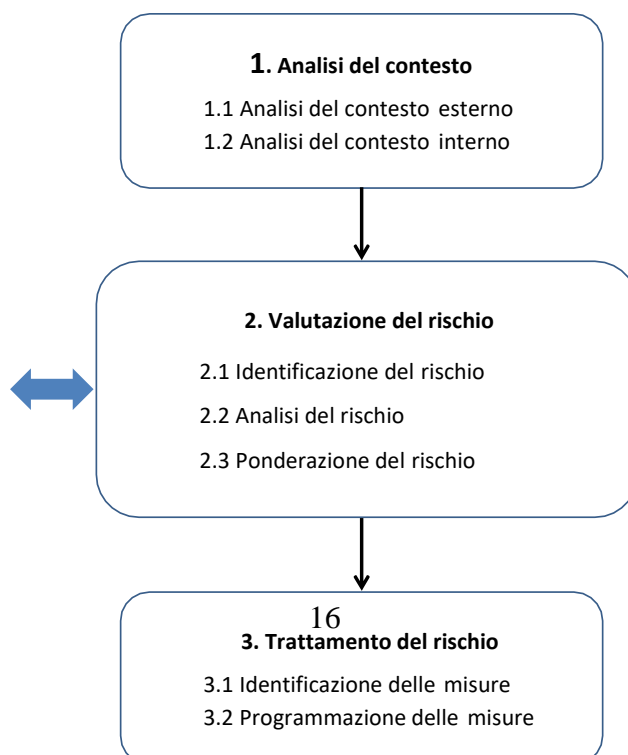 1. Analisi del contesto
1.1 Analisi del contesto esterno
1.2 Analisi del contesto interno
2. Valutazione del rischio
2.1 Identificazione del rischio
2.2 Analisi del rischio
2.3 Ponderazione del rischio
16
3. Trattamento del rischio
3.1 Identificazione delle misure
3.2 Programmazione delle misure